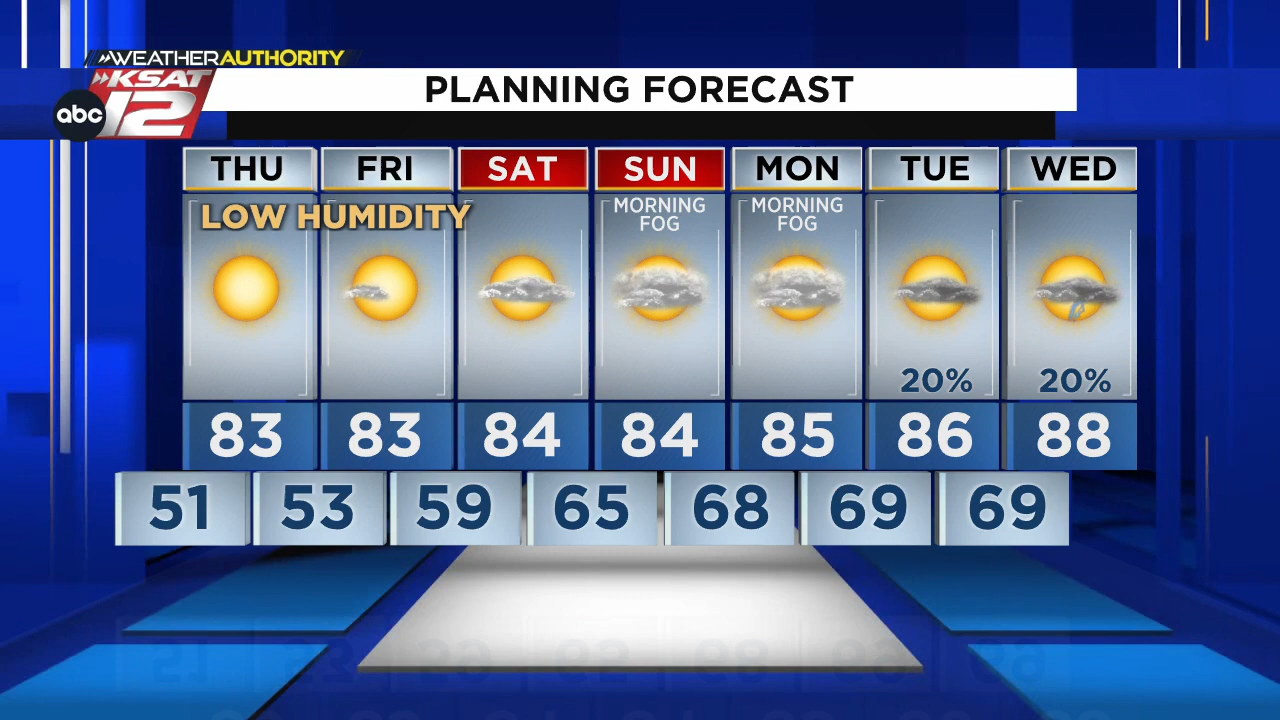 WEATHERAUTHORITY
KSAT
abc 12
PLANNING FORECAST
THU FRI SAT SUN MON TUE WED
LOW HUMIDITY
MORNING FOG MORNING FOG
20% 20%
83 83 84 84 85 86 88
51 53 59 65 68 69 69